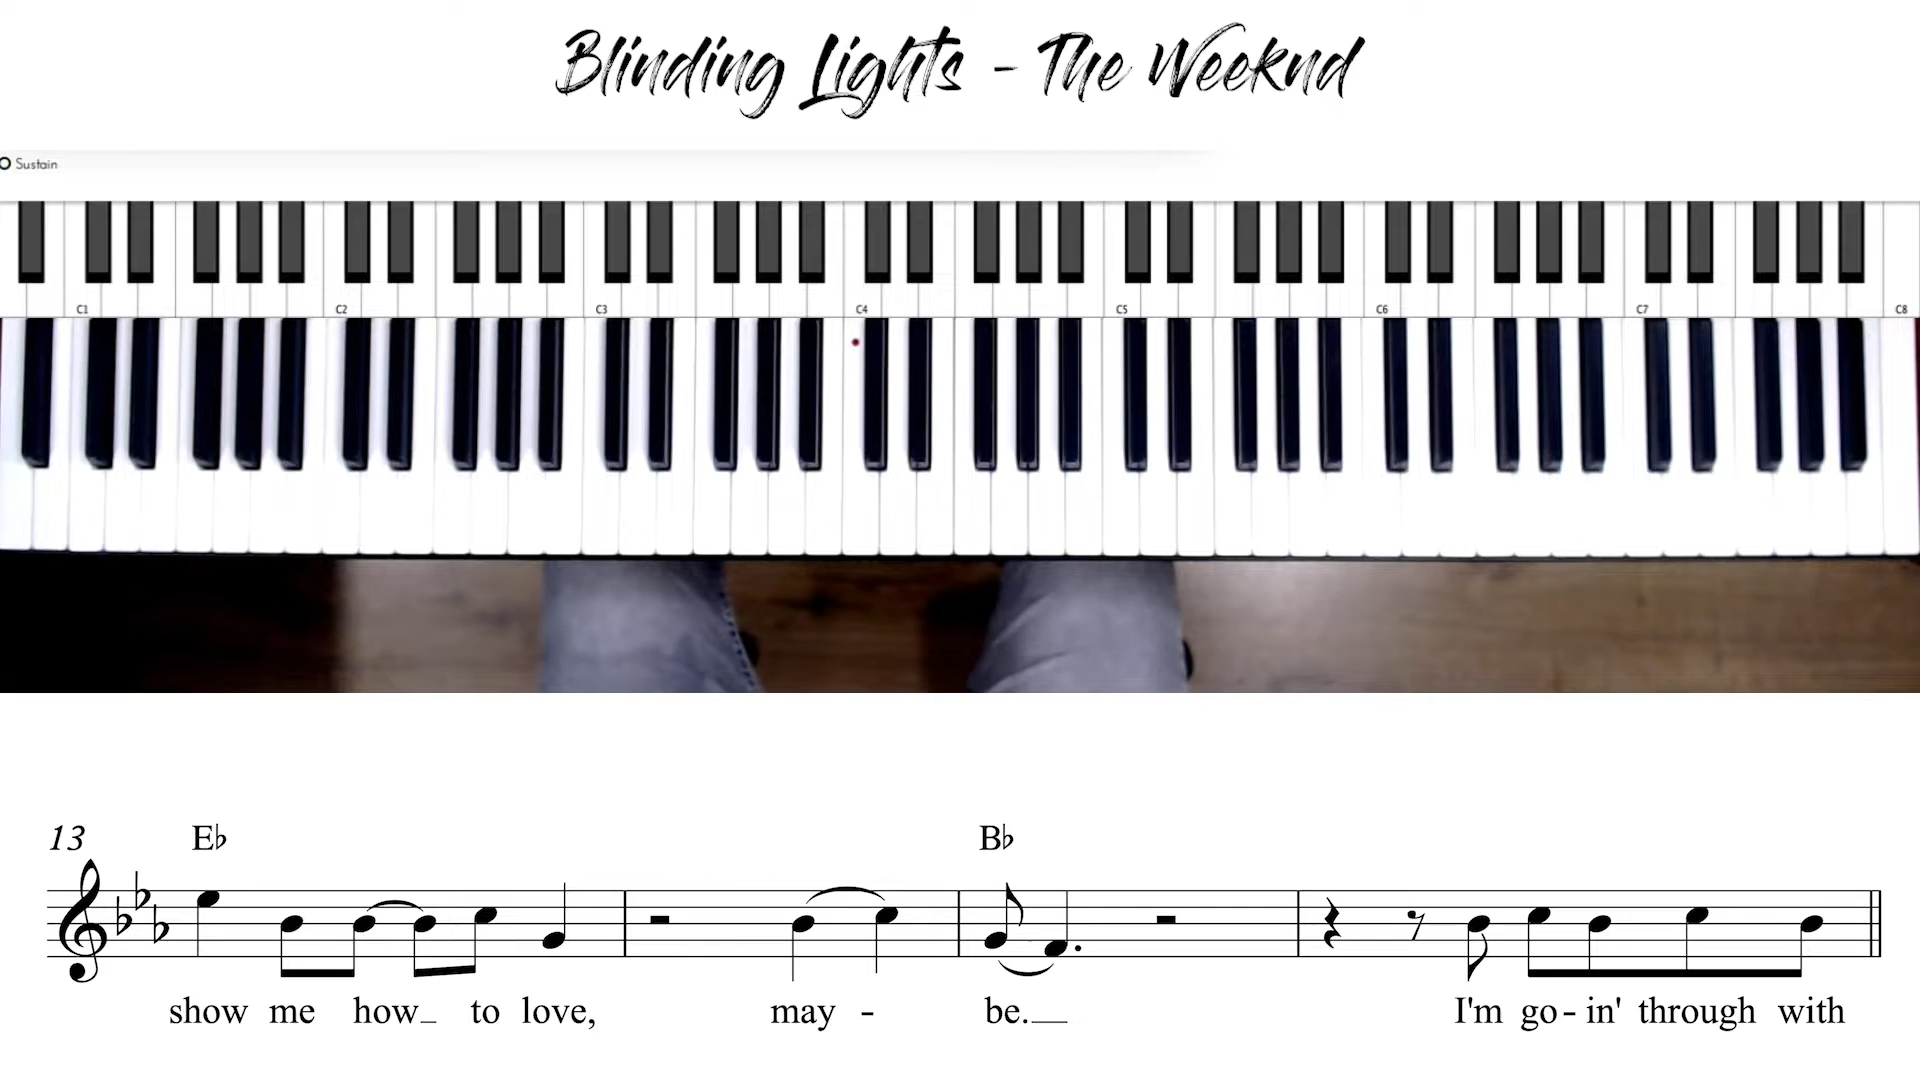 Blinding Lights - The Weeknd
Sustain
C1 C2 C3 C4 C5 C6 C7 C8
13 E♭ B♭
show me how_ to love, may - be.__ I'm go - in' through with